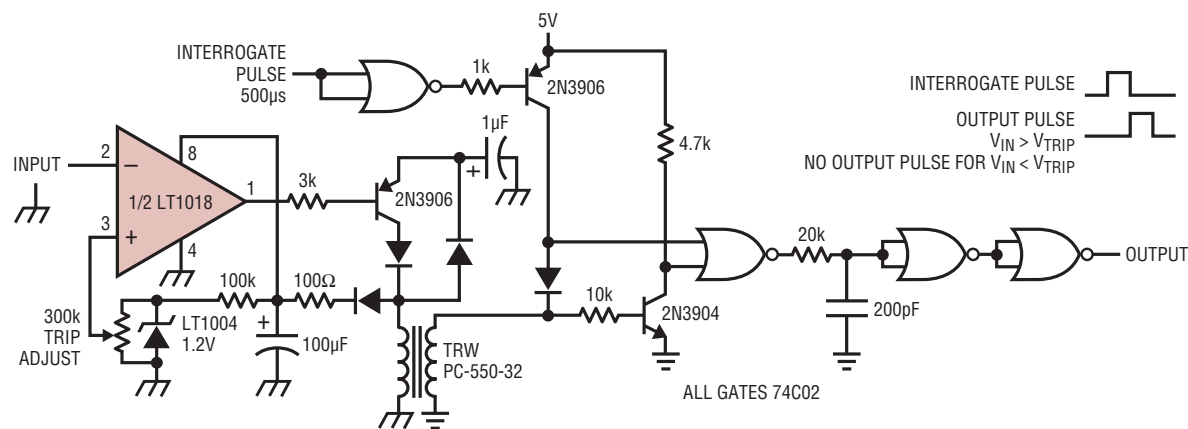 5V
INTERROGATE
PULSE
500µs
1k
2N3906
INTERROGATE PULSE
OUTPUT PULSE
V_IN > V_TRIP
NO OUTPUT PULSE FOR V_IN < V_TRIP
4.7k
1µF
+
INPUT
2
–
8
1/2 LT1018
1
3
+
4
3k
2N3906
20k
OUTPUT
100k
100Ω
10k
2N3904
200pF
300k
TRIP
ADJUST
LT1004
1.2V
+
100µF
TRW
PC-550-32
ALL GATES 74C02